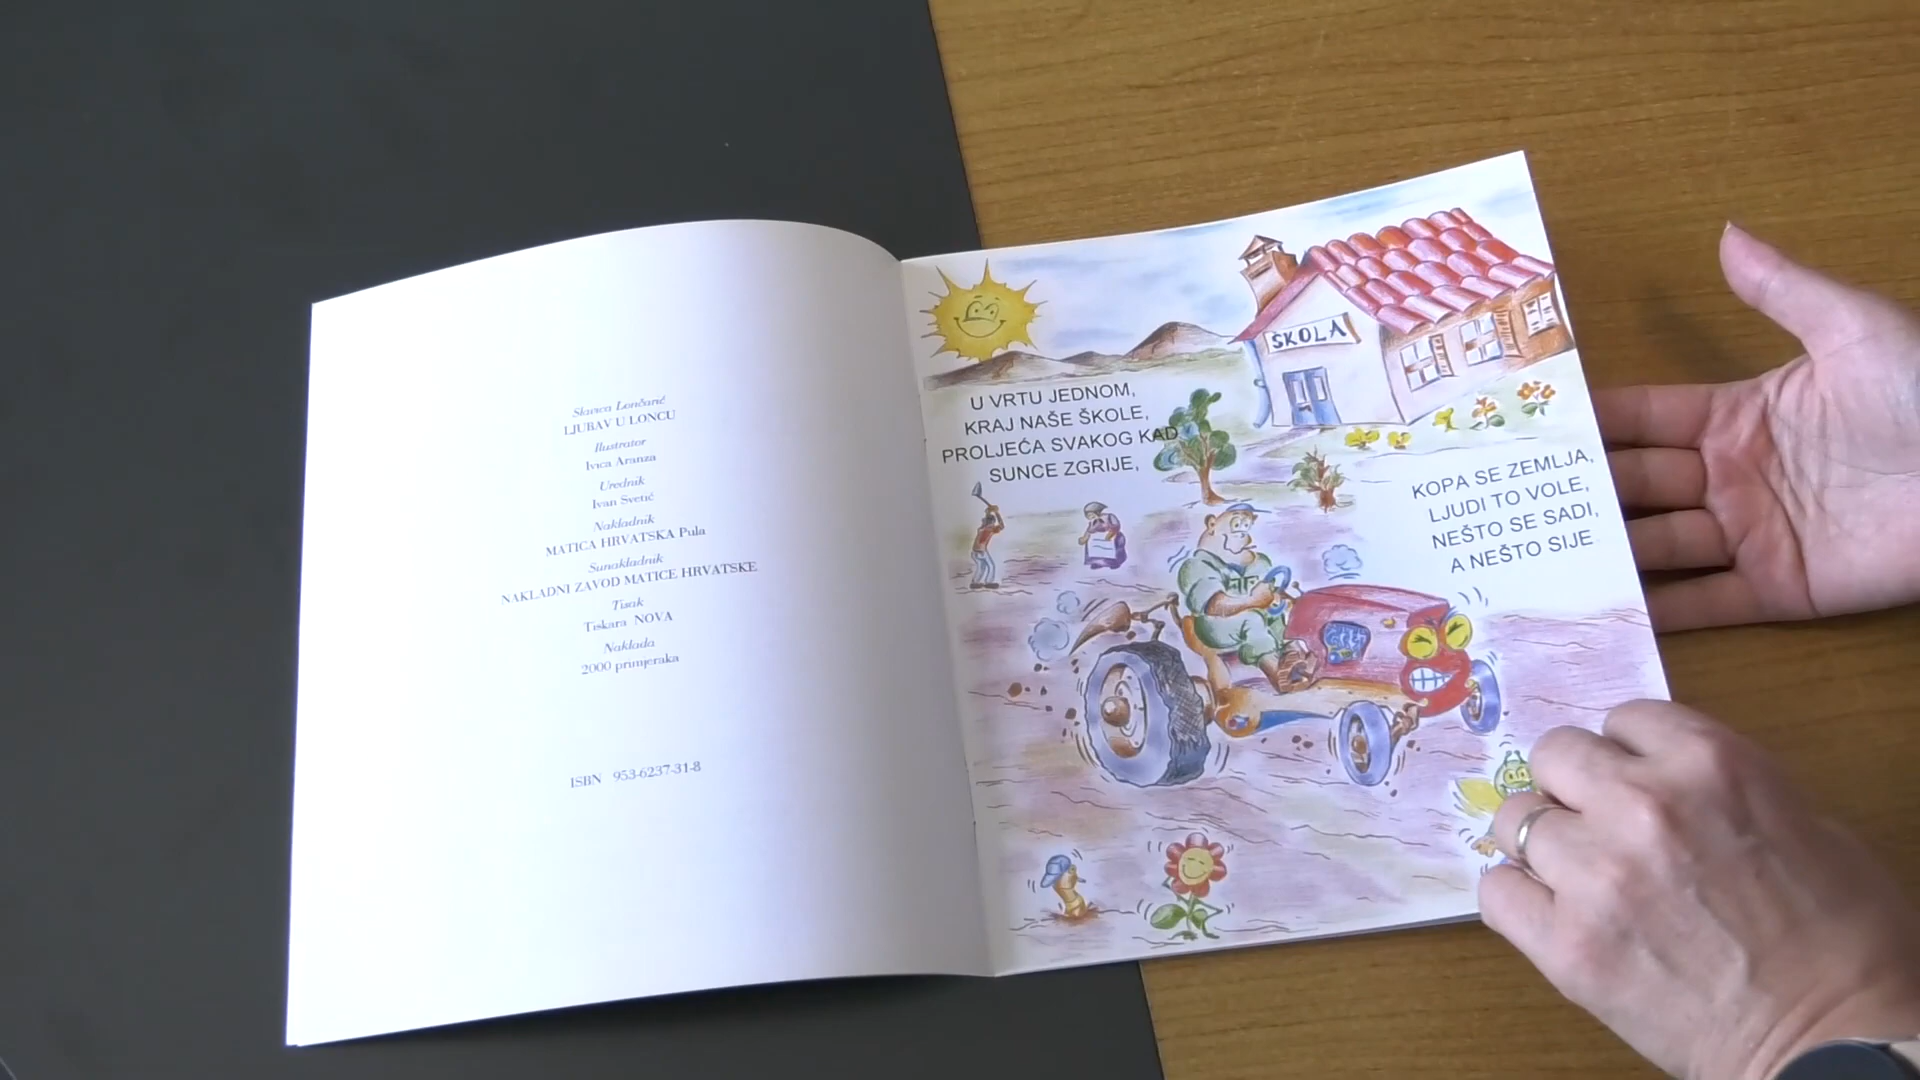 Slavica Lončarić
LJUBAV U LONCU
Ilustrator
Ivica Aranza
Urednik
Ivan Svetić
Nakladnik
MATICA HRVATSKA Pula
Sunakladnik
NAKLADNI ZAVOD MATICE HRVATSKE
Tisak
Tiskara NOVA
Naklada
2000 primjeraka
ISBN 953-6237-31-8
ŠKOLA
U VRTU JEDNOM,
KRAJ NAŠE ŠKOLE,
PROLJEĆA SVAKOG KAD
SUNCE ZGRIJE,
KOPA SE ZEMLJA,
LJUDI TO VOLE,
NEŠTO SE SADI,
A NEŠTO SIJE